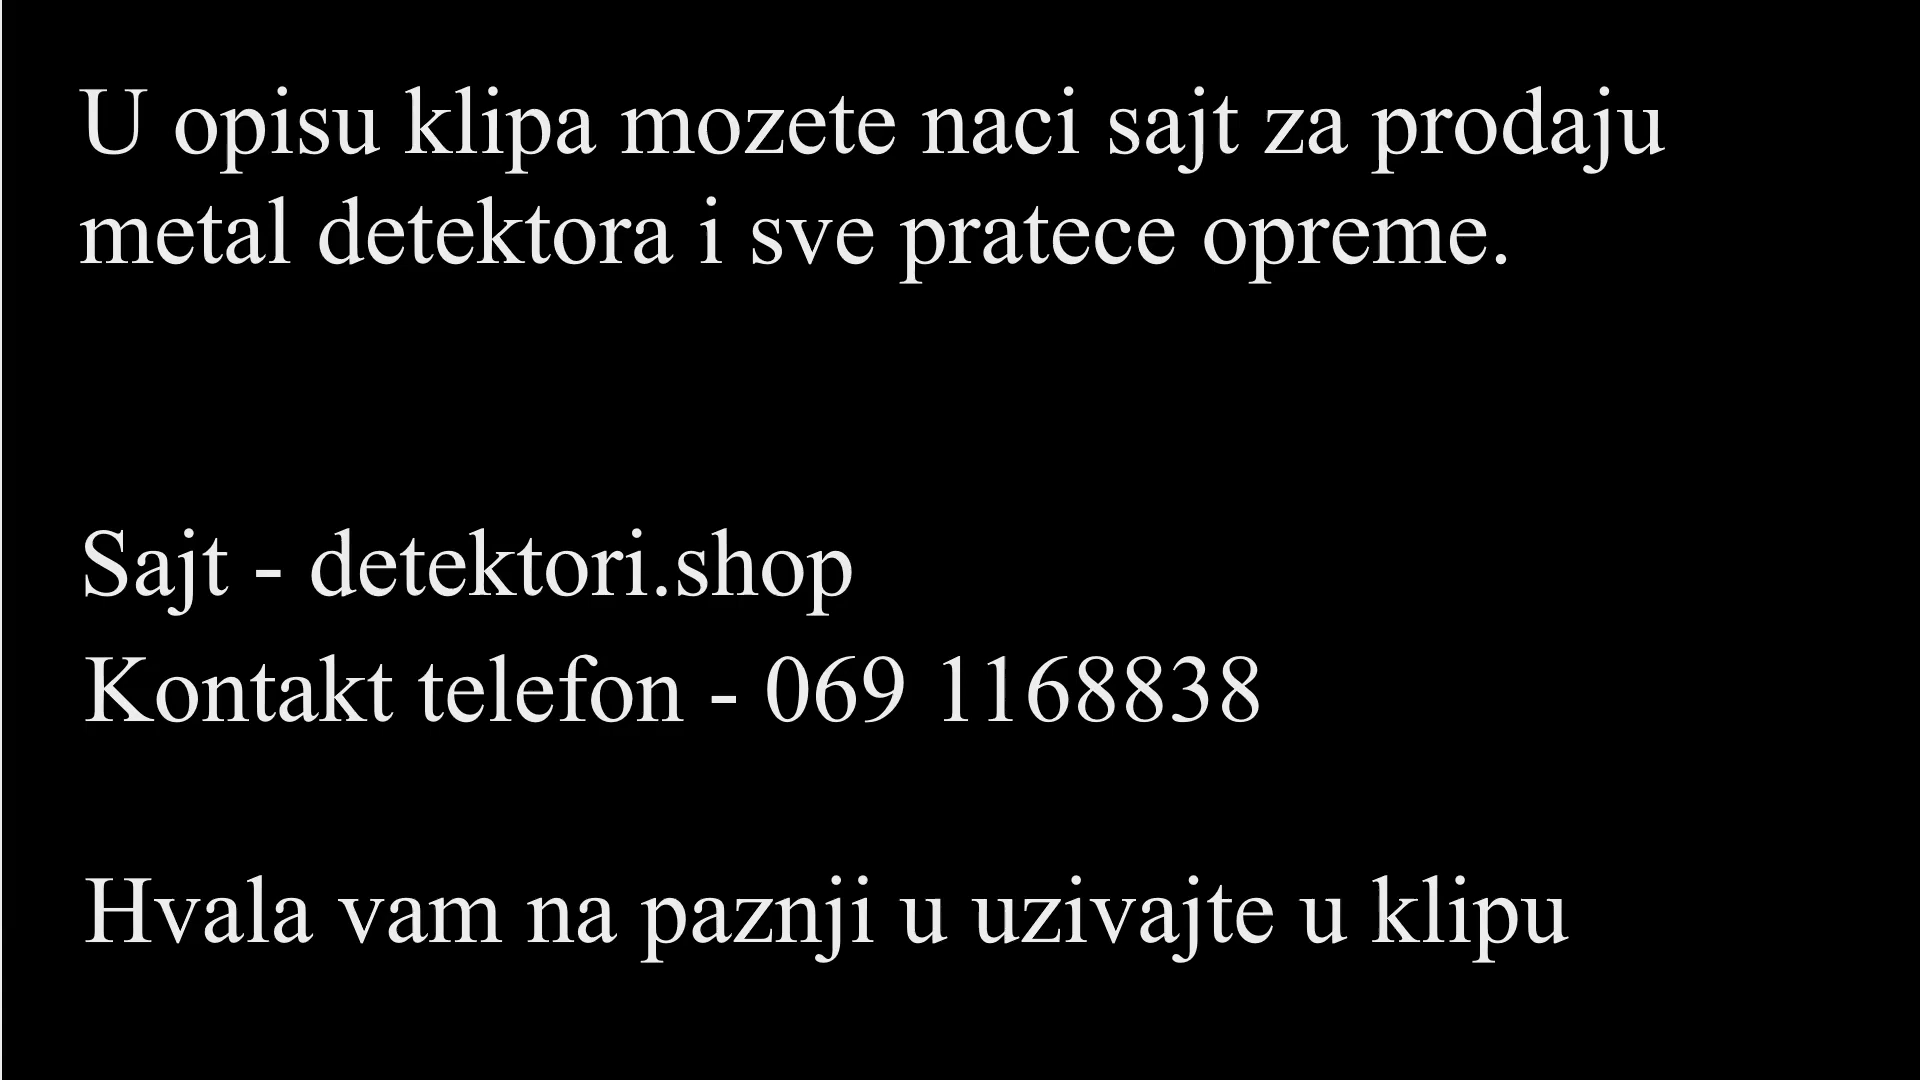 U opisu klipa mozete naci sajt za prodaju
metal detektora i sve pratece opreme.
Sajt - detektori.shop
Kontakt telefon - 069 1168838
Hvala vam na paznji u uzivajte u klipu